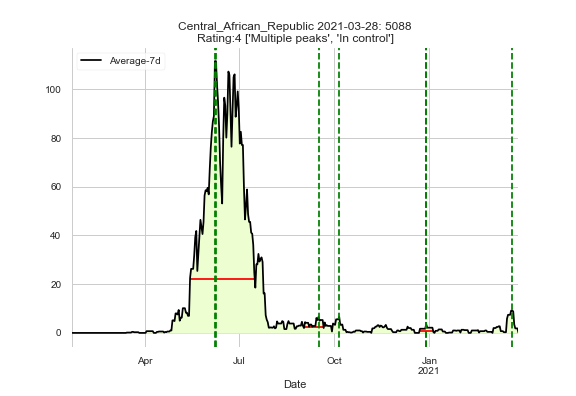 Central_African_Republic 2021-03-28: 5088
Rating:4 ['Multiple peaks', 'In control']
Average-7d
100
80
60
40
20
0
Apr
Jul
Oct
Jan
2021
Date